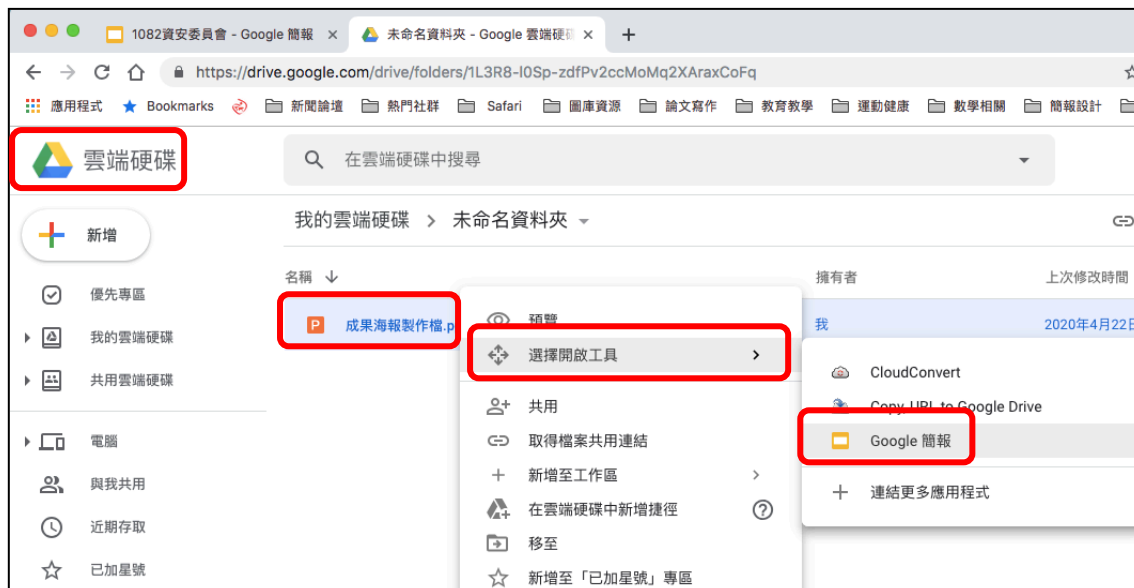 1082資安委員會 - Google 簡報
未命名資料夾 - Google 雲端硬
https://drive.google.com/drive/folders/1L3R8-l0Sp-zdfPv2ccMoMq2XAraxCoFq
應用程式 Bookmarks 新聞論壇 熱門社群 Safari 圖庫資源 論文寫作 教育教學 運動健康 數學相關 簡報設計
雲端硬碟
在雲端硬碟中搜尋
新增
我的雲端硬碟 > 未命名資料夾
名稱 擁有者 上次修改時間
優先專區
我的雲端硬碟
共用雲端硬碟
電腦
與我共用
近期存取
已加星號
P 成果海報製作檔.p 我 2020年4月22日
預覽
選擇開啟工具
共用
取得檔案共用連結
新增至工作區
在雲端硬碟中新增捷徑
移至
新增至「已加星號」專區
CloudConvert
Copy, URL to Google Drive
Google 簡報
連結更多應用程式